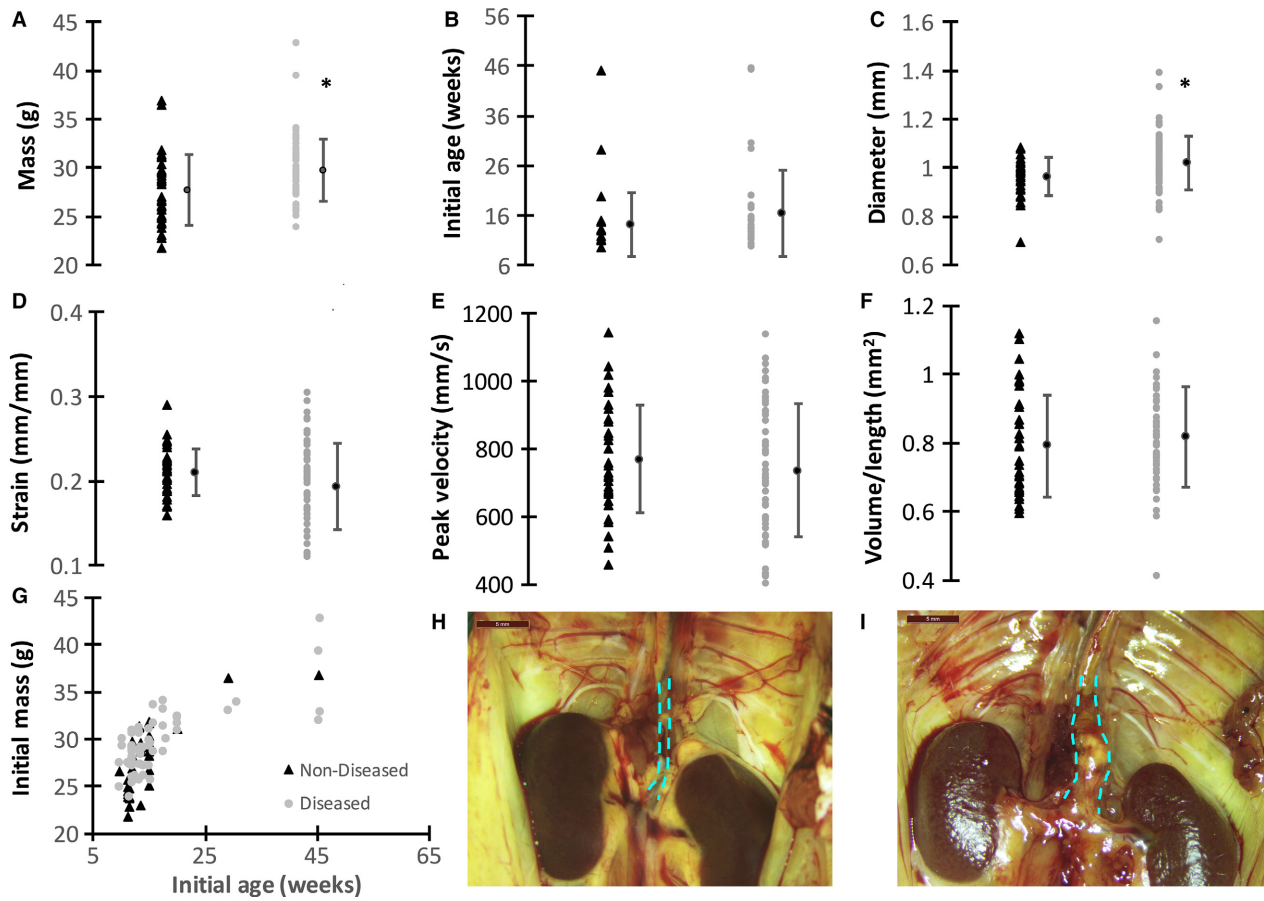 A
Mass (g)
45
40
35
30
25
20
*
B
Initial age (weeks)
56
46
36
26
16
6
C
Diameter (mm)
1.6
1.4
1.2
1
0.8
0.6
*
D
Strain (mm/mm)
0.4
0.3
0.2
0.1
E
Peak velocity (mm/s)
1200
1000
800
600
400
F
Volume/length (mm²)
1.2
1
0.8
0.6
0.4
G
Initial mass (g)
45
40
35
30
25
20
Non-Diseased
Diseased
5 25 45 65
Initial age (weeks)
H
5 mm
I
5 mm